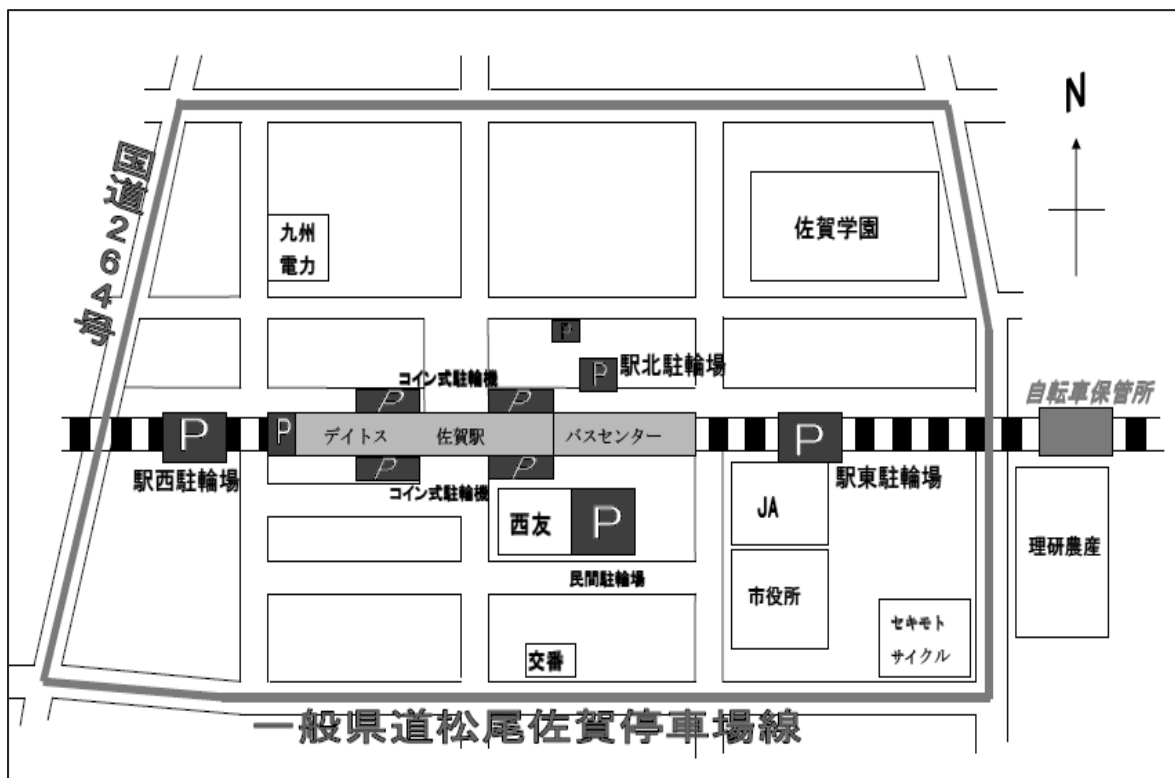 N
国道264号
九州
電力
佐賀学園
P
P
駅北駐輪場
コイン式駐輪機
P
P
自転車保管所
P
P
デイトス
佐賀駅
バスセンター
P
駅西駐輪場
P
P
駅東駐輪場
コイン式駐輪機
西友
P
JA
理研農産
民間駐輪場
市役所
セキモト
サイクル
交番
一般県道松尾佐賀停車場線